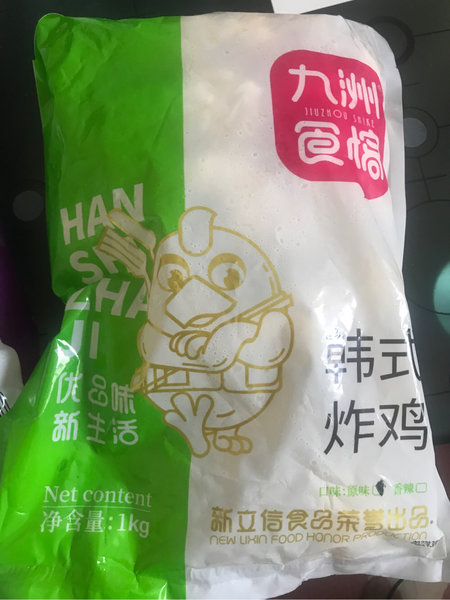 九洲
JIUZHOU SHIKE
食恪
HAN
SHI
ZHA
JI
优品味
新生活
韩式
炸鸡
口味:原味 香辣
Net content
净含量:1kg
新立信食品荣誉出品
NEW LIXIN FOOD HONOR PRODUCTION